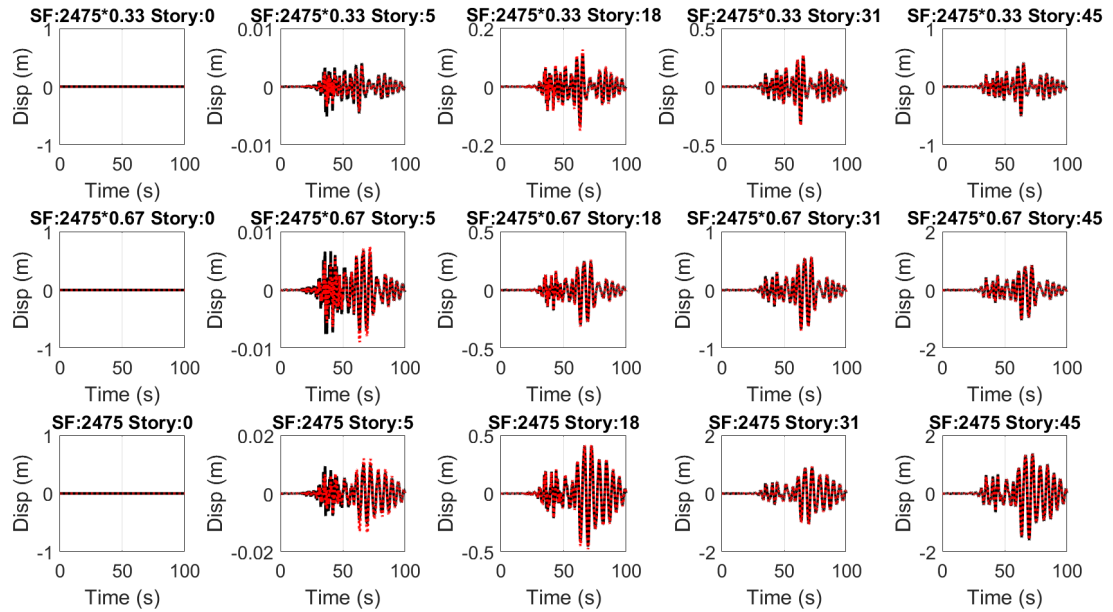 SF:2475*0.33 Story:0 SF:2475*0.33 Story:5 SF:2475*0.33 Story:18 SF:2475*0.33 Story:31 SF:2475*0.33 Story:45
1 0.01 0.2 0.5 1
Disp (m) Disp (m) Disp (m) Disp (m) Disp (m)
0 0 0 0 0
-1 -0.01 -0.2 -0.5 -1
0 50 100 0 50 100 0 50 100 0 50 100 0 50 100
Time (s) Time (s) Time (s) Time (s) Time (s)
SF:2475*0.67 Story:0 SF:2475*0.67 Story:5 SF:2475*0.67 Story:18 SF:2475*0.67 Story:31 SF:2475*0.67 Story:45
1 0.01 0.5 1 2
Disp (m) Disp (m) Disp (m) Disp (m) Disp (m)
0 0 0 0 0
-1 -0.01 -0.5 -1 -2
0 50 100 0 50 100 0 50 100 0 50 100 0 50 100
Time (s) Time (s) Time (s) Time (s) Time (s)
SF:2475 Story:0 SF:2475 Story:5 SF:2475 Story:18 SF:2475 Story:31 SF:2475 Story:45
1 0.02 0.5 2 2
Disp (m) Disp (m) Disp (m) Disp (m) Disp (m)
0 0 0 0 0
-1 -0.02 -0.5 -2 -2
0 50 100 0 50 100 0 50 100 0 50 100 0 50 100
Time (s) Time (s) Time (s) Time (s) Time (s)